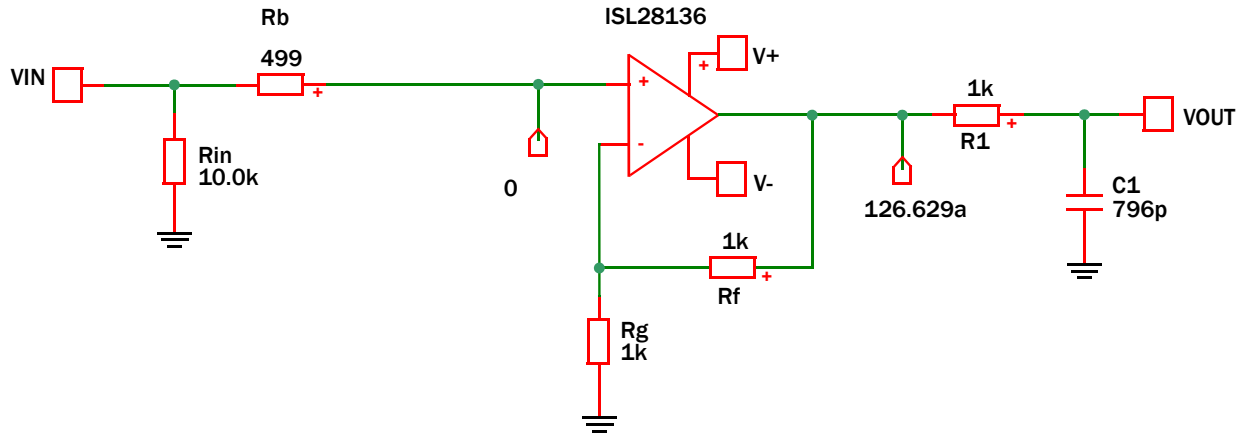 Rb
499
VIN
Rin
10.0k
0
ISL28136
+
-
+
V+
V-
1k
Rf
+
Rg
1k
126.629a
1k
R1
+
VOUT
C1
796p
+